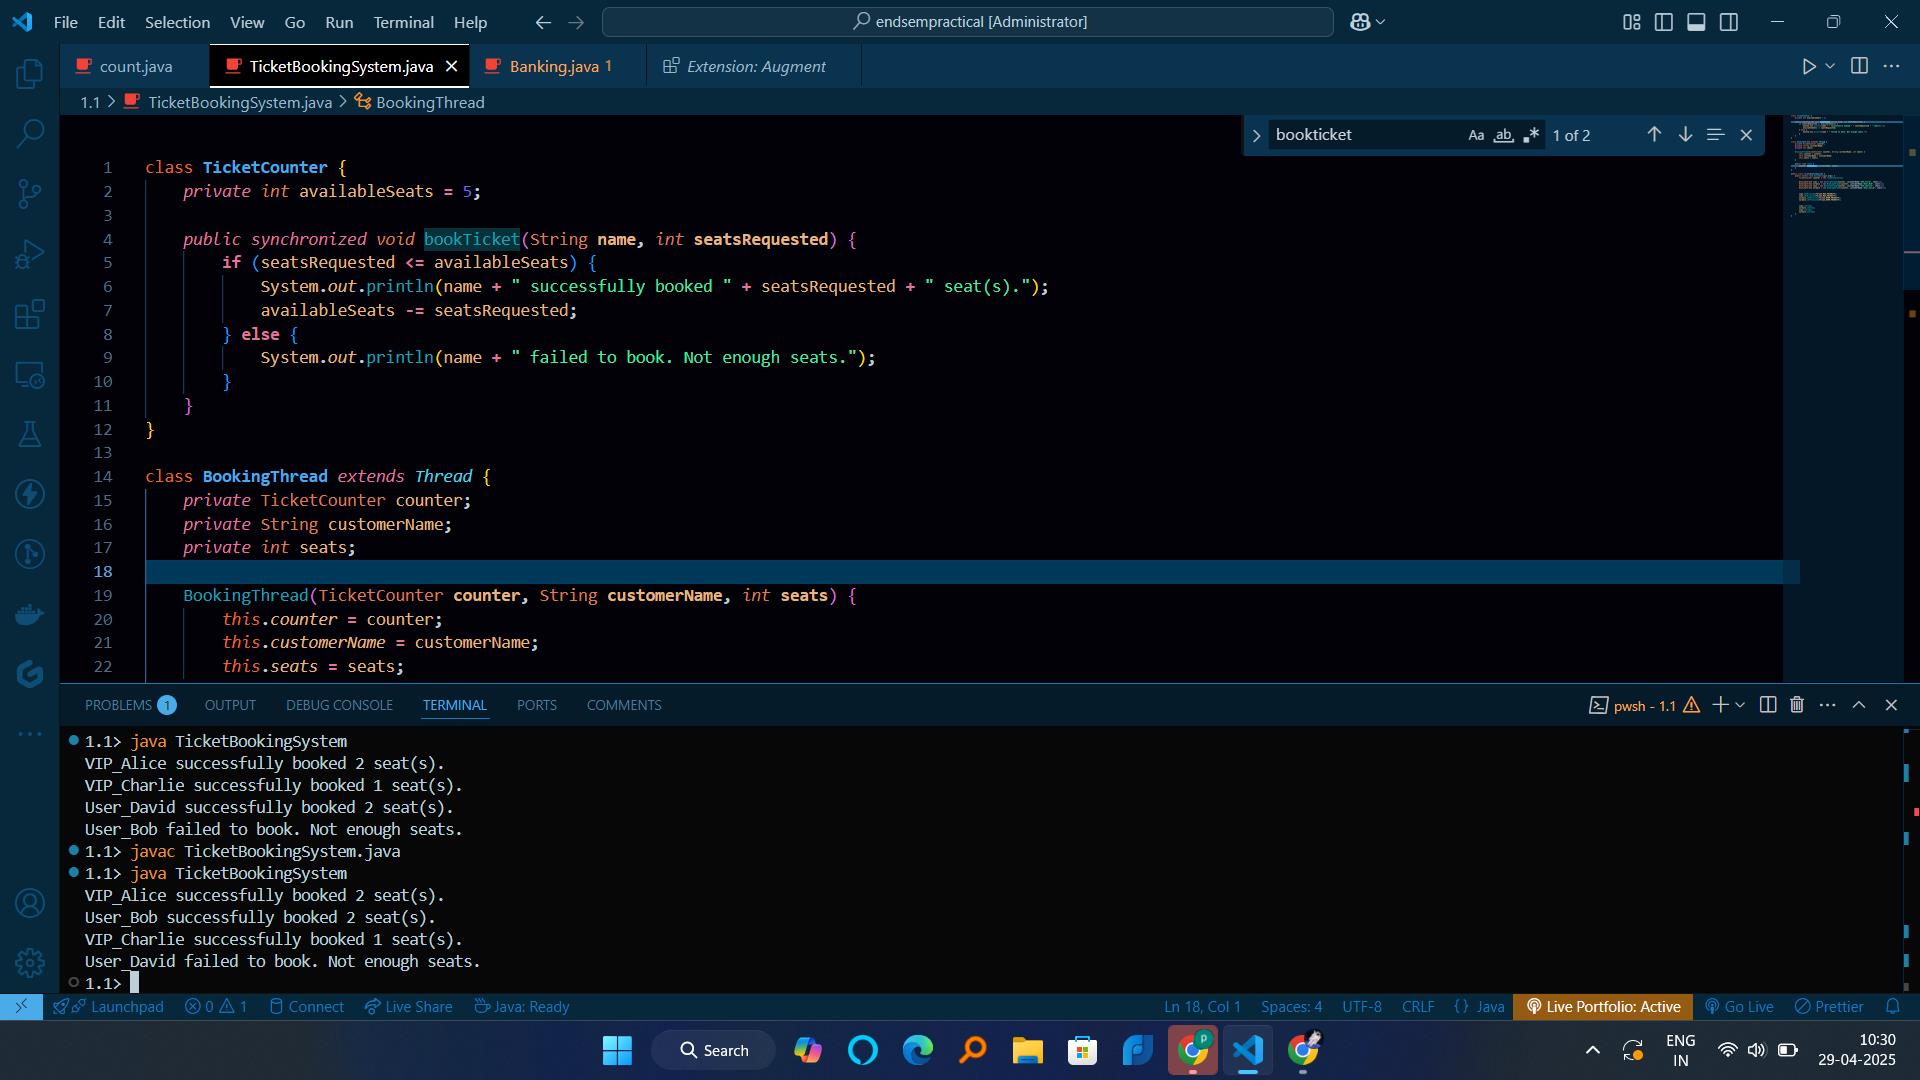 File Edit Selection View Go Run Terminal Help endsempractical [Administrator]
count.java TicketBookingSystem.java Banking.java 1 Extension: Augment
1.1 > TicketBookingSystem.java > BookingThread
bookticket Aa ab 1 of 2
1 class TicketCounter {
2 private int availableSeats = 5;
3
4 public synchronized void bookTicket(String name, int seatsRequested) {
5 if (seatsRequested <= availableSeats) {
6 System.out.println(name + " successfully booked " + seatsRequested + " seat(s).");
7 availableSeats -= seatsRequested;
8 } else {
9 System.out.println(name + " failed to book. Not enough seats.");
10 }
11 }
12 }
13
14 class BookingThread extends Thread {
15 private TicketCounter counter;
16 private String customerName;
17 private int seats;
18
19 BookingThread(TicketCounter counter, String customerName, int seats) {
20 this.counter = counter;
21 this.customerName = customerName;
22 this.seats = seats;
PROBLEMS 1 OUTPUT DEBUG CONSOLE TERMINAL PORTS COMMENTS pwsh - 1.1
1.1> java TicketBookingSystem
VIP_Alice successfully booked 2 seat(s).
VIP_Charlie successfully booked 1 seat(s).
User_David successfully booked 2 seat(s).
User_Bob failed to book. Not enough seats.
1.1> javac TicketBookingSystem.java
1.1> java TicketBookingSystem
VIP_Alice successfully booked 2 seat(s).
User_Bob successfully booked 2 seat(s).
VIP_Charlie successfully booked 1 seat(s).
User_David failed to book. Not enough seats.
1.1>
Launchpad 0 1 Connect Live Share Java: Ready Ln 18, Col 1 Spaces: 4 UTF-8 CRLF {} Java Live Portfolio: Active Go Live Prettier
Search ENG IN 10:30
29-04-2025